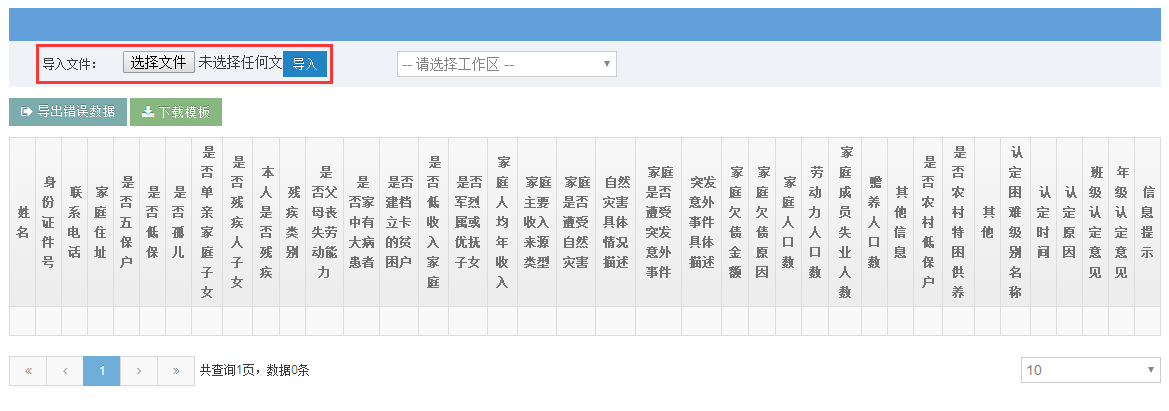 导入文件： 选择文件 未选择任何文 导入 -- 请选择工作区 --
导出错误数据 下载模板
姓名 身份证件号 联系电话 家庭住址 是否五保户 是否低保 是否孤儿 是否单亲家庭子女 是否残疾人子女 本人是否残疾 残疾类别 是否父母丧失劳动能力 是否家中有大病患者 是否建档立卡的贫困 是否低收入家庭 是否军烈属或优抚子女 家庭人均年收入 家庭主要收入来源类型 家庭是否遭受自然灾害 自然灾害具体情况描述 家庭是否遭受突发意外事件 突发意外事件具体描述 家庭欠债金额 家庭欠债原因 家庭人口数 劳动力人口数 家庭成员失业人数 赡养人口数 其他信息 是否农村低保户 是否农村特困供养 其他 认定困难级别名称 认定时间 认定原因 班级认定意见 年级认定意见 信息提示
« ‹ 1 › » 共查询1页，数据0条 10